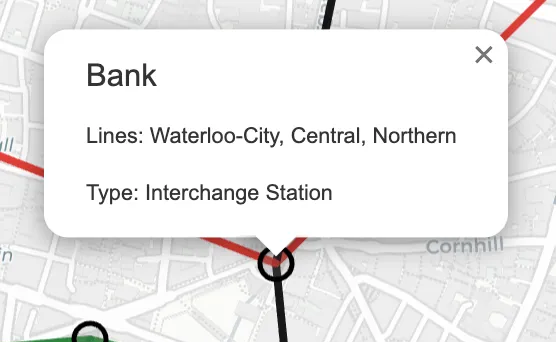 Bank
×
Lines: Waterloo-City, Central, Northern
Type: Interchange Station
Cornhill